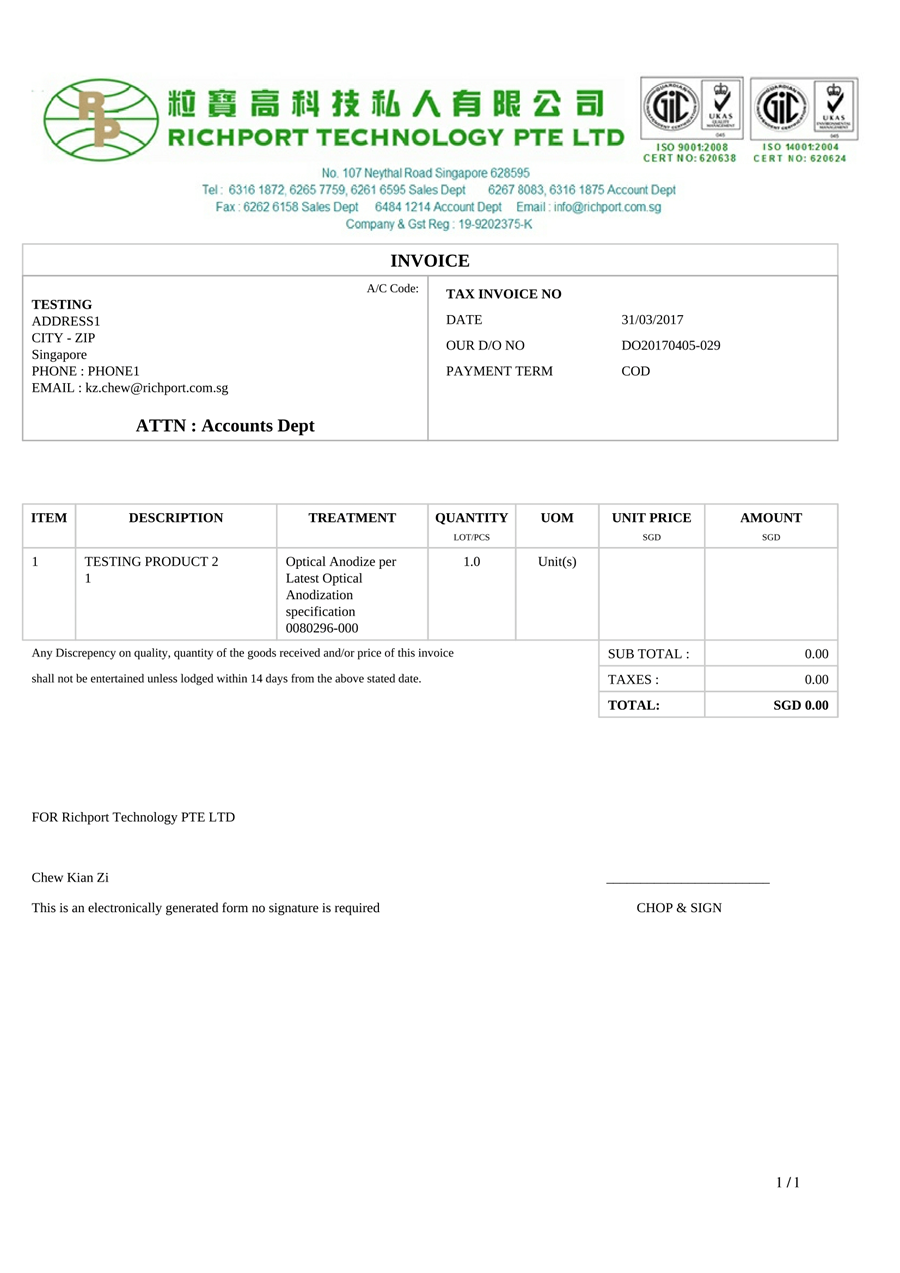 RP
粒寶高科技私人有限公司
RICHPORT TECHNOLOGY PTE LTD
GIC
UKAS
QUALITY
MANAGEMENT
045
ISO 9001:2008
CERT NO: 620638
GIC
UKAS
ENVIRONMENTAL
MANAGEMENT
045
ISO 14001:2004
CERT NO: 620624
No. 107 Neythal Road Singapore 628595
Tel : 6316 1872, 6265 7759, 6261 6595 Sales Dept 6267 8083, 6316 1875 Account Dept
Fax : 6262 6158 Sales Dept 6484 1214 Account Dept Email : info@richport.com.sg
Company & Gst Reg : 19-9202375-K
INVOICE
A/C Code:
TESTING
ADDRESS1
CITY - ZIP
Singapore
PHONE : PHONE1
EMAIL : kz.chew@richport.com.sg
ATTN : Accounts Dept
TAX INVOICE NO
DATE 31/03/2017
OUR D/O NO DO20170405-029
PAYMENT TERM COD
ITEM DESCRIPTION TREATMENT QUANTITY UOM UNIT PRICE AMOUNT
LOT/PCS SGD SGD
1 TESTING PRODUCT 2 Optical Anodize per 1.0 Unit(s)
1 Latest Optical
Anodization
specification
0080296-000
Any Discrepency on quality, quantity of the goods received and/or price of this invoice
shall not be entertained unless lodged within 14 days from the above stated date.
SUB TOTAL : 0.00
TAXES : 0.00
TOTAL: SGD 0.00
FOR Richport Technology PTE LTD
Chew Kian Zi
This is an electronically generated form no signature is required
CHOP & SIGN
1 / 1